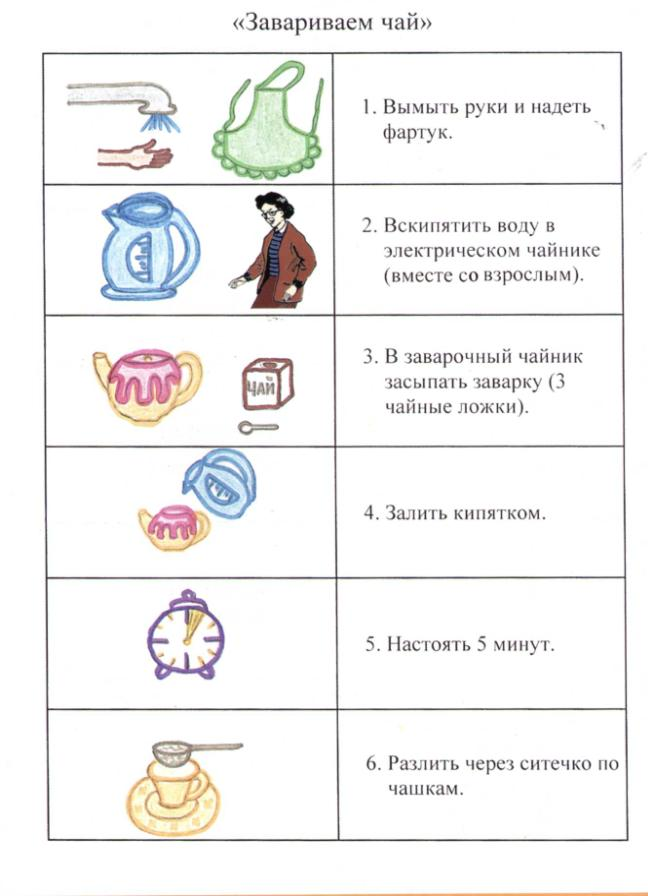 «Завариваем чай»
1. Вымыть руки и надеть
фартук.
2. Вскипятить воду в
электрическом чайнике
(вместе со взрослым).
ЧАЙ
3. В заварочный чайник
засыпать заварку (3
чайные ложки).
4. Залить кипятком.
5. Настоять 5 минут.
6. Разлить через ситечко по
чашкам.